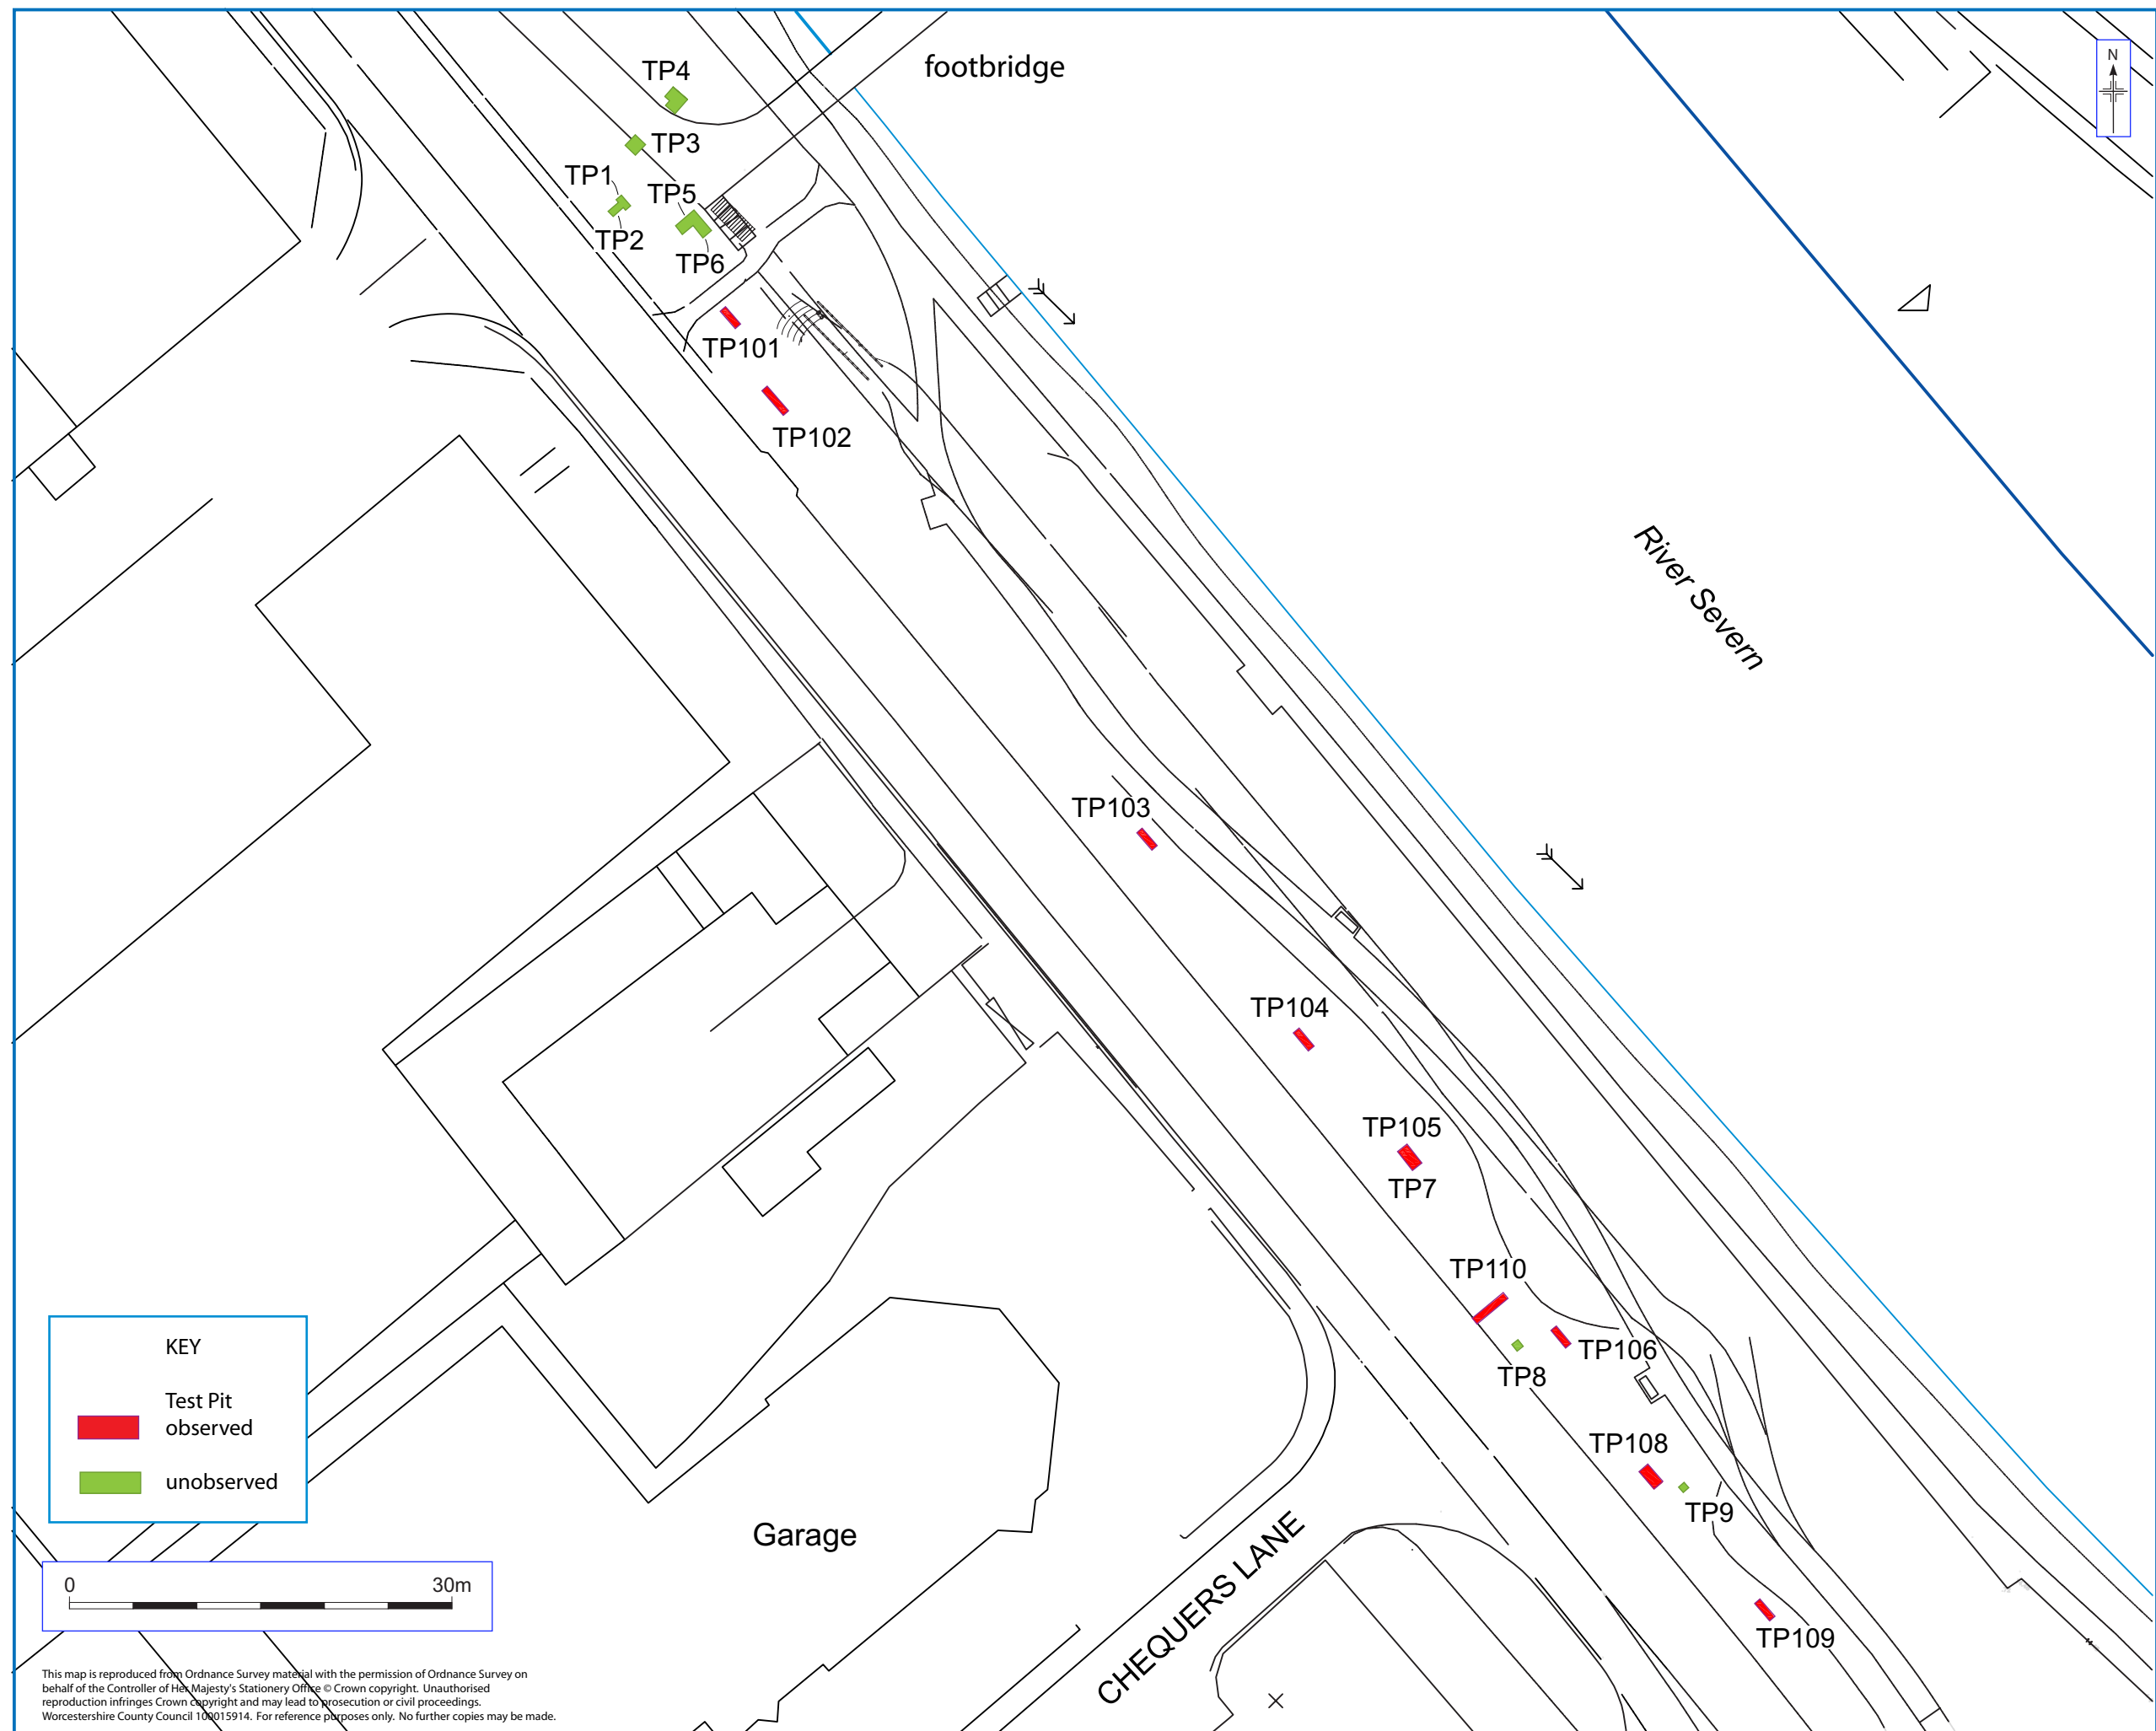 footbridge
N
TP4
TP3
TP1
TP5
TP2
TP6
TP101
TP102
River Severn
TP103
TP104
TP105
TP7
TP110
TP106
TP8
TP108
TP9
TP109
KEY
Test Pit
observed
unobserved
Garage
CHEQUERS LANE
0 30m
This map is reproduced from Ordnance Survey material with the permission of Ordnance Survey on
behalf of the Controller of Her Majesty's Stationery Office © Crown copyright. Unauthorised
reproduction infringes Crown copyright and may lead to prosecution or civil proceedings.
Worcestershire County Council 100015914. For reference purposes only. No further copies may be made.